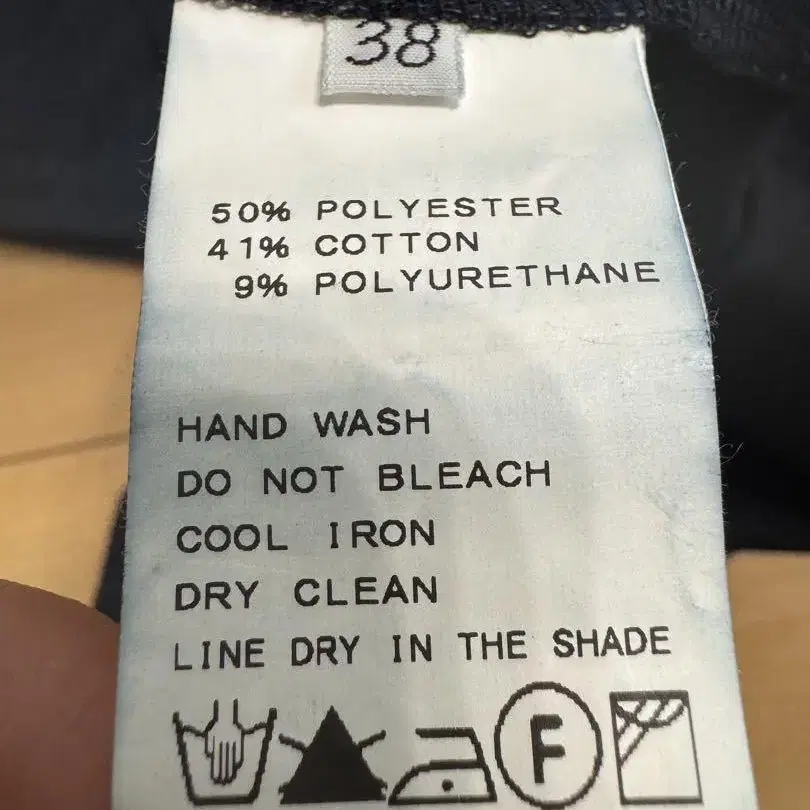 38
50% POLYESTER
41% COTTON
9% POLYURETHANE
HAND WASH
DO NOT BLEACH
COOL IRON
DRY CLEAN
LINE DRY IN THE SHADE
F